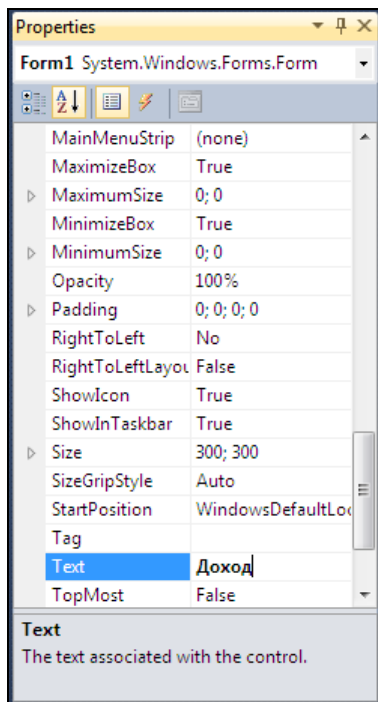 Properties
Form1 System.Windows.Forms.Form
MainMenuStrip (none)
MaximizeBox True
MaximumSize 0; 0
MinimizeBox True
MinimumSize 0; 0
Opacity 100%
Padding 0; 0; 0; 0
RightToLeft No
RightToLeftLayou False
ShowIcon True
ShowInTaskbar True
Size 300; 300
SizeGripStyle Auto
StartPosition WindowsDefaultLoc
Tag
Text Доход
TopMost False
Text
The text associated with the control.